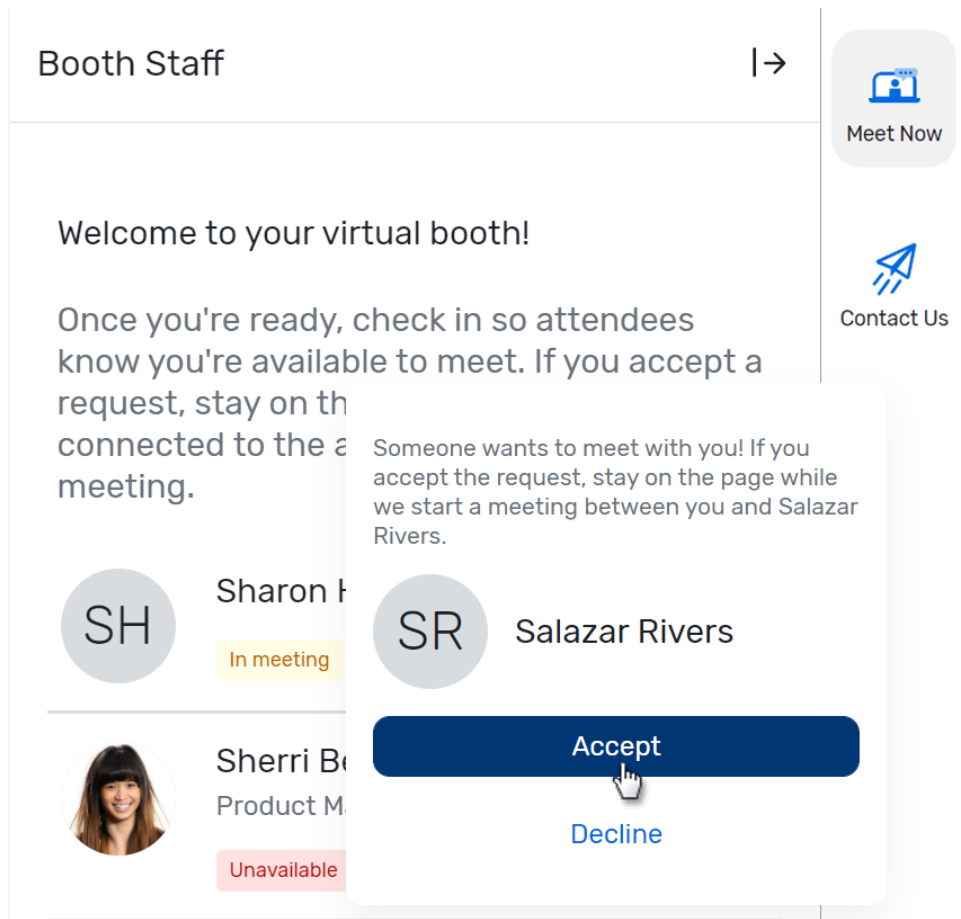 Booth Staff
Meet Now
Contact Us
Welcome to your virtual booth!
Once you're ready, check in so attendees
know you're available to meet. If you accept a
request, stay on
connected to the
meeting.
SH
Sharon
In meeting
Sherri
Product
Unavailable
Someone wants to meet with you! If you
accept the request, stay on the page while
we start a meeting between you and Salazar
Rivers.
SR
Salazar Rivers
Accept
Decline